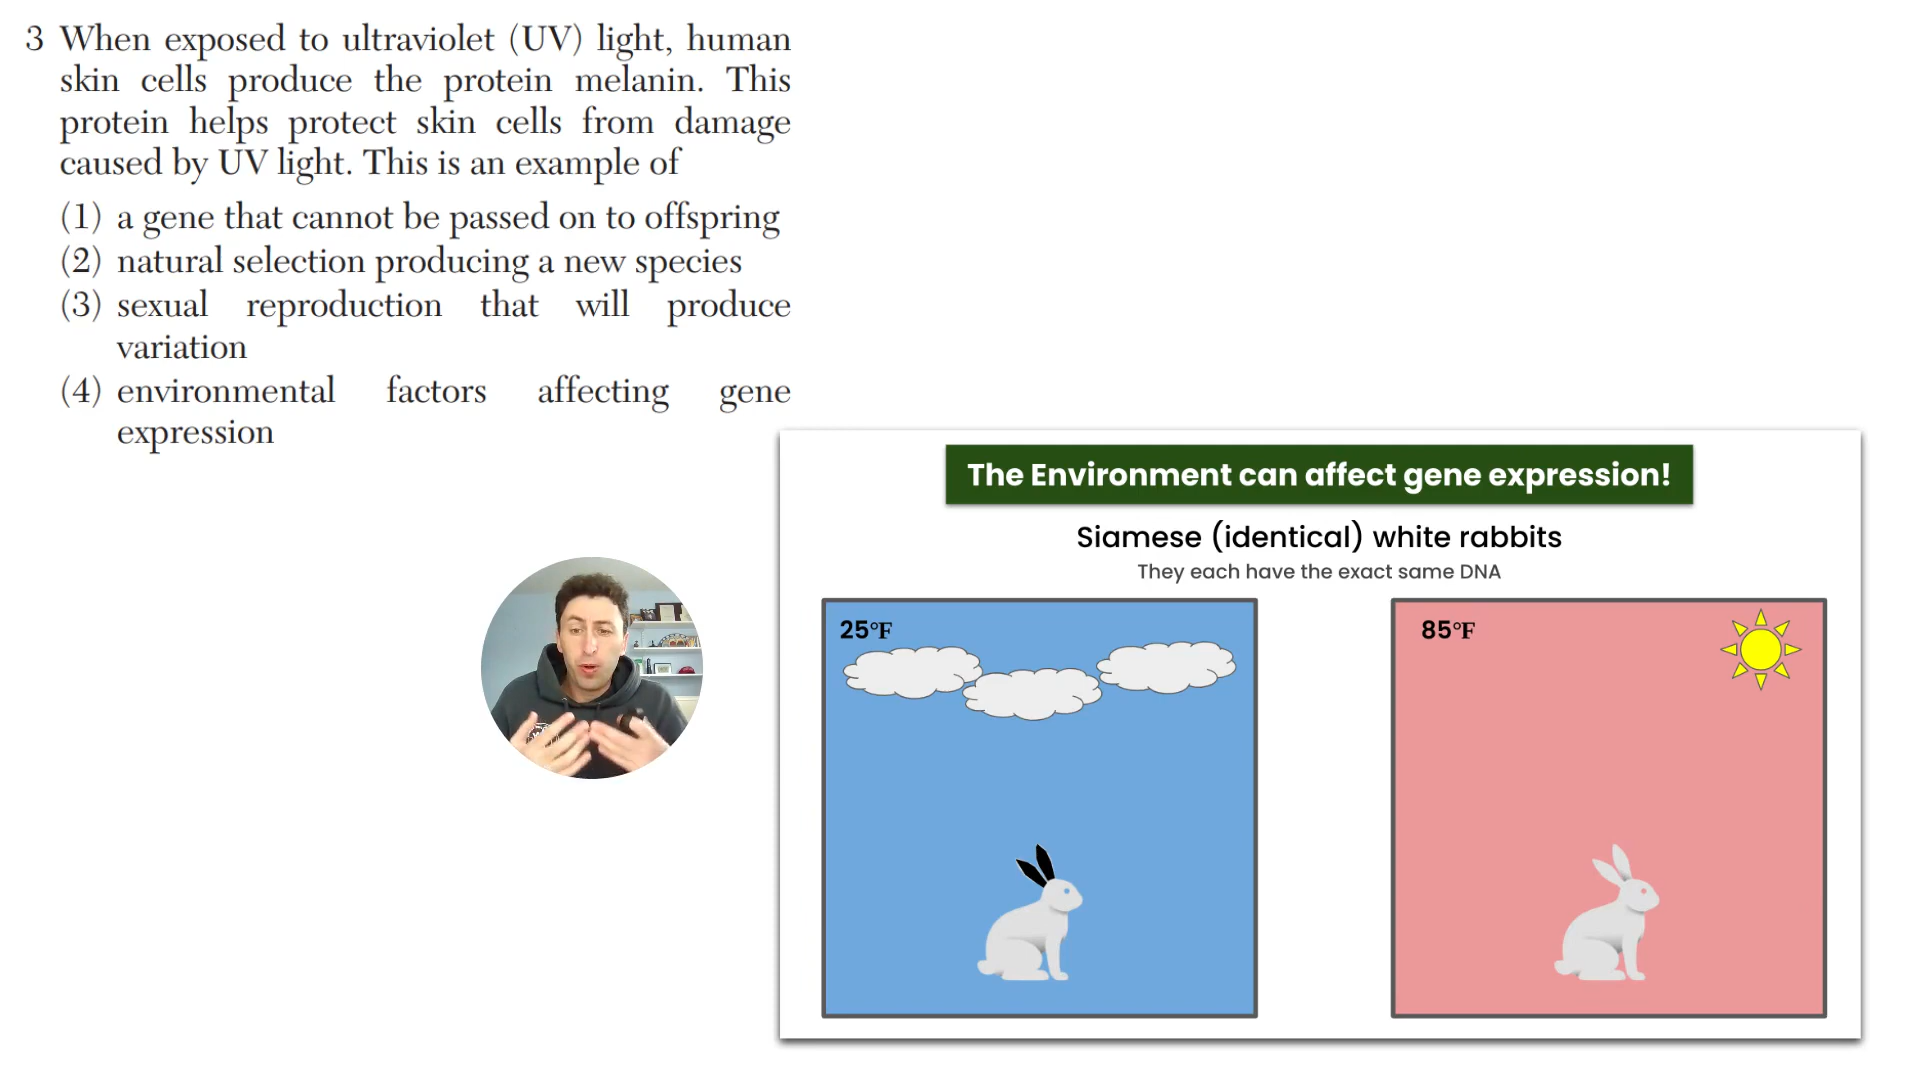 3 When exposed to ultraviolet (UV) light, human
skin cells produce the protein melanin. This
protein helps protect skin cells from damage
caused by UV light. This is an example of
(1) a gene that cannot be passed on to offspring
(2) natural selection producing a new species
(3) sexual reproduction that will produce
variation
(4) environmental factors affecting gene
expression
The Environment can affect gene expression!
Siamese (identical) white rabbits
They each have the exact same DNA
25°F
85°F